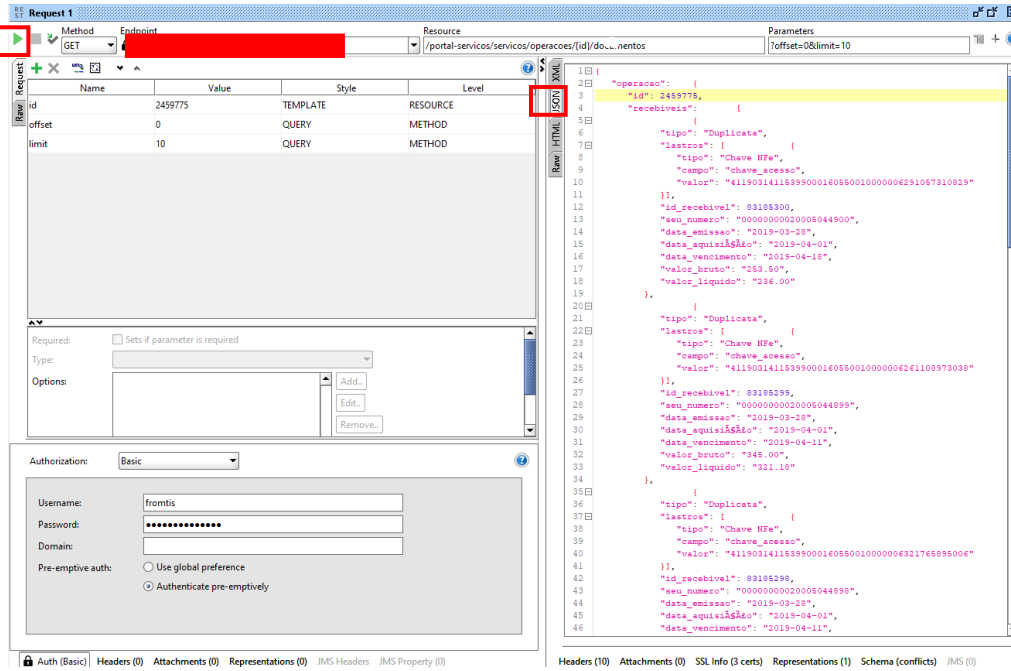 REST Request 1
Method Endpoint Resource Parameters
GET /portal-servicos/servicos/operacoes/{id}/documentos ?offset=0&limit=10
Request
Raw
Name Value Style Level
id 2459775 TEMPLATE RESOURCE
offset 0 QUERY METHOD
limit 10 QUERY METHOD
Required: Sets if parameter is required
Type:
Options: Add..
Edit..
Remove..
Authorization: Basic
Username: fromtis
Password: ••••••••••••••
Domain:
Pre-emptive auth: Use global preference
Authenticate pre-emptively
Auth (Basic) Headers (0) Attachments (0) Representations (0) JMS Headers JMS Property (0)
XML
JSON
HTML
Raw
1 {
2 "operacao": {
3 "id": 2459775,
4 "recebiveis": [
5 {
6 "tipo": "Duplicata",
7 "lastros": [ {
8 "tipo": "Chave NFe",
9 "campo": "chave_acesso",
10 "valor": "41190314115399000160550010000006291057310829"
11 }],
12 "id_recebivel": 83185300,
13 "seu_numero": "00000000020005044900",
14 "data_emissao": "2019-03-28",
15 "data_aquisiÃ§Ã£o": "2019-04-01",
16 "data_vencimento": "2019-04-18",
17 "valor_bruto": "253.50",
18 "valor_liquido": "236.00"
19 },
20 {
21 "tipo": "Duplicata",
22 "lastros": [ {
23 "tipo": "Chave NFe",
24 "campo": "chave_acesso",
25 "valor": "41190314115399000160550010000006261108973038"
26 }],
27 "id_recebivel": 83185299,
28 "seu_numero": "00000000020005044899",
29 "data_emissao": "2019-03-28",
30 "data_aquisiÃ§Ã£o": "2019-04-01",
31 "data_vencimento": "2019-04-11",
32 "valor_bruto": "345.00",
33 "valor_liquido": "321.18"
34 },
35 {
36 "tipo": "Duplicata",
37 "lastros": [ {
38 "tipo": "Chave NFe",
39 "campo": "chave_acesso",
40 "valor": "41190314115399000160550010000006321765895006"
41 }],
42 "id_recebivel": 83185298,
43 "seu_numero": "00000000020005044898",
44 "data_emissao": "2019-03-28",
45 "data_aquisiÃ§Ã£o": "2019-04-01",
46 "data_vencimento": "2019-04-11",
Headers (10) Attachments (0) SSL Info (3 certs) Representations (1) Schema (conflicts) JMS (0)